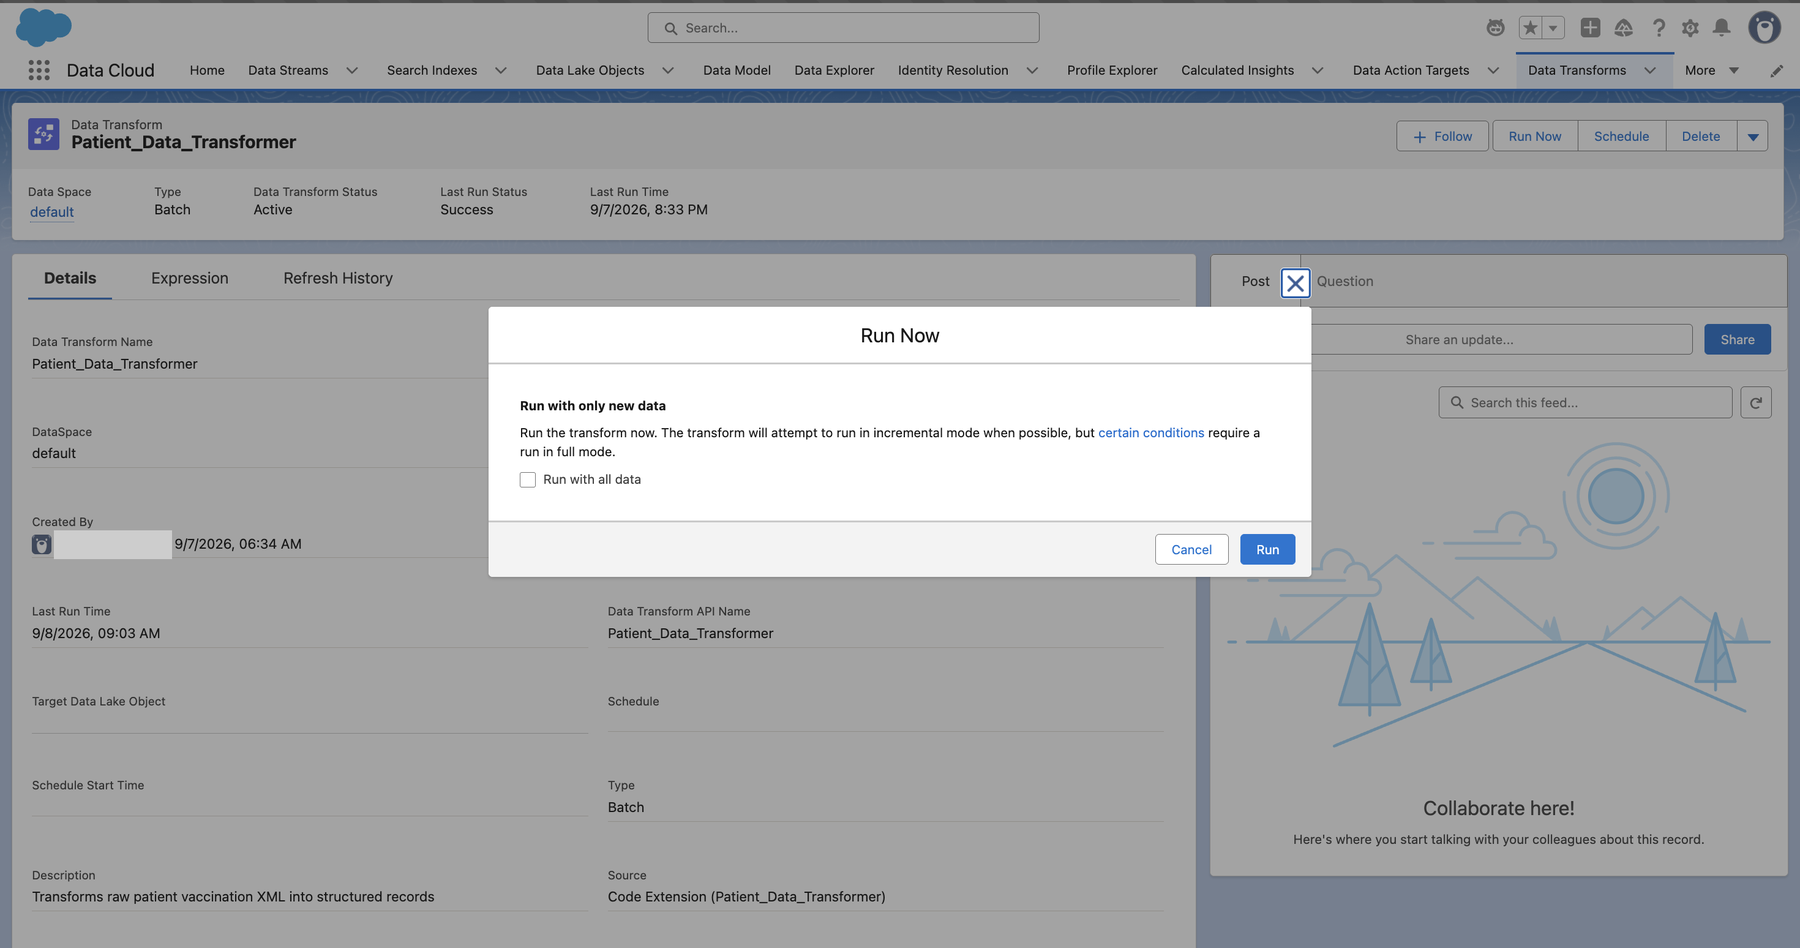 Search...
Data Cloud
Home
Data Streams
Search Indexes
Data Lake Objects
Data Model
Data Explorer
Identity Resolution
Profile Explorer
Calculated Insights
Data Action Targets
Data Transforms
More
Data Transform
Patient_Data_Transformer
Follow
Run Now
Schedule
Delete
Data Space
default
Type
Batch
Data Transform Status
Active
Last Run Status
Success
Last Run Time
9/7/2026, 8:33 PM
Details
Expression
Refresh History
Data Transform Name
Patient_Data_Transformer
DataSpace
default
Created By
9/7/2026, 06:34 AM
Last Run Time
9/8/2026, 09:03 AM
Data Transform API Name
Patient_Data_Transformer
Target Data Lake Object
Schedule
Schedule Start Time
Type
Batch
Description
Transforms raw patient vaccination XML into structured records
Source
Code Extension (Patient_Data_Transformer)
Run Now
Run with only new data
Run the transform now. The transform will attempt to run in incremental mode when possible, but certain conditions require a
run in full mode.
Run with all data
Cancel
Run
Post
Question
Share an update...
Share
Search this feed...
Collaborate here!
Here's where you start talking with your colleagues about this record.